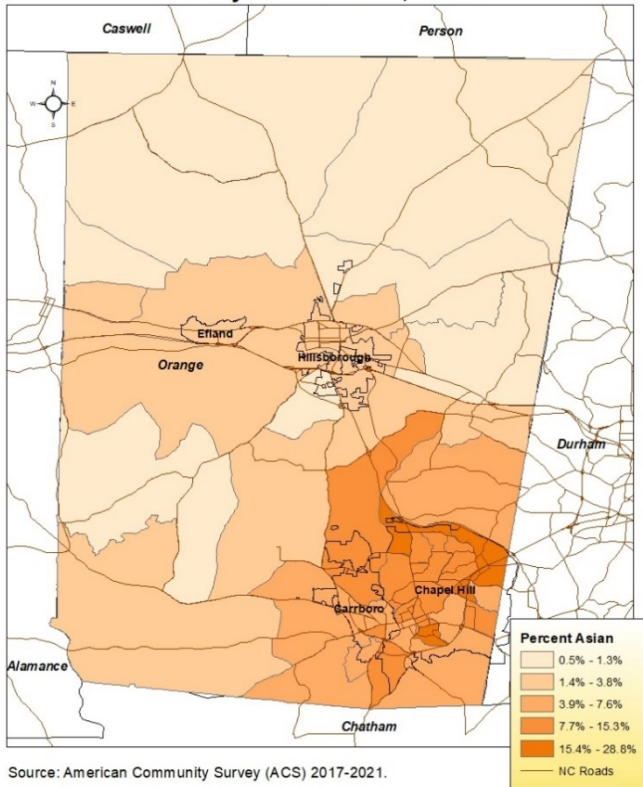 Caswell
Person
N
W E
S
Efland
Hillsborough
Orange
Durham
Chapel Hill
Carrboro
Alamance
Chatham
Percent Asian
0.5% - 1.3%
1.4% - 3.8%
3.9% - 7.6%
7.7% - 15.3%
15.4% - 28.8%
NC Roads
Source: American Community Survey (ACS) 2017-2021.